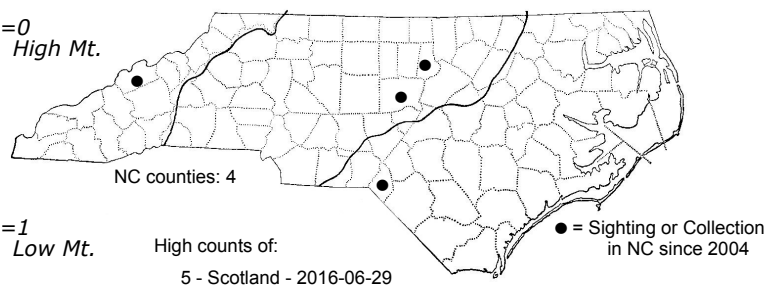 =0
High Mt.
NC counties: 4
=1
Low Mt.
High counts of:
5 - Scotland - 2016-06-29
● = Sighting or Collection
in NC since 2004